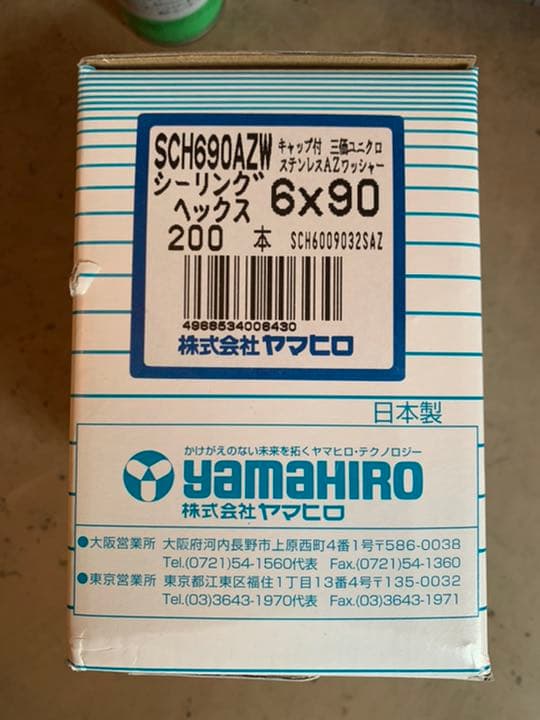 SCH690AZW キャップ付 三価ユニクロ
ステンレスAZワッシャー
シーリング
ヘックス 6×90
200 本 SCH6009032SAZ
4968534008430
株式会社ヤマヒロ
日本製
かけがえのない未来を拓くヤマヒロ・テクノロジー
yamaHIRO
株式会社ヤマヒロ
●大阪営業所 大阪府河内長野市上原西町4番1号〒586-0038
Tel.(0721)54-1560代表 Fax.(0721)54-1360
●東京営業所 東京都江東区福住1丁目13番4号〒135-0032
Tel.(03)3643-1970代表 Fax.(03)3643-1971